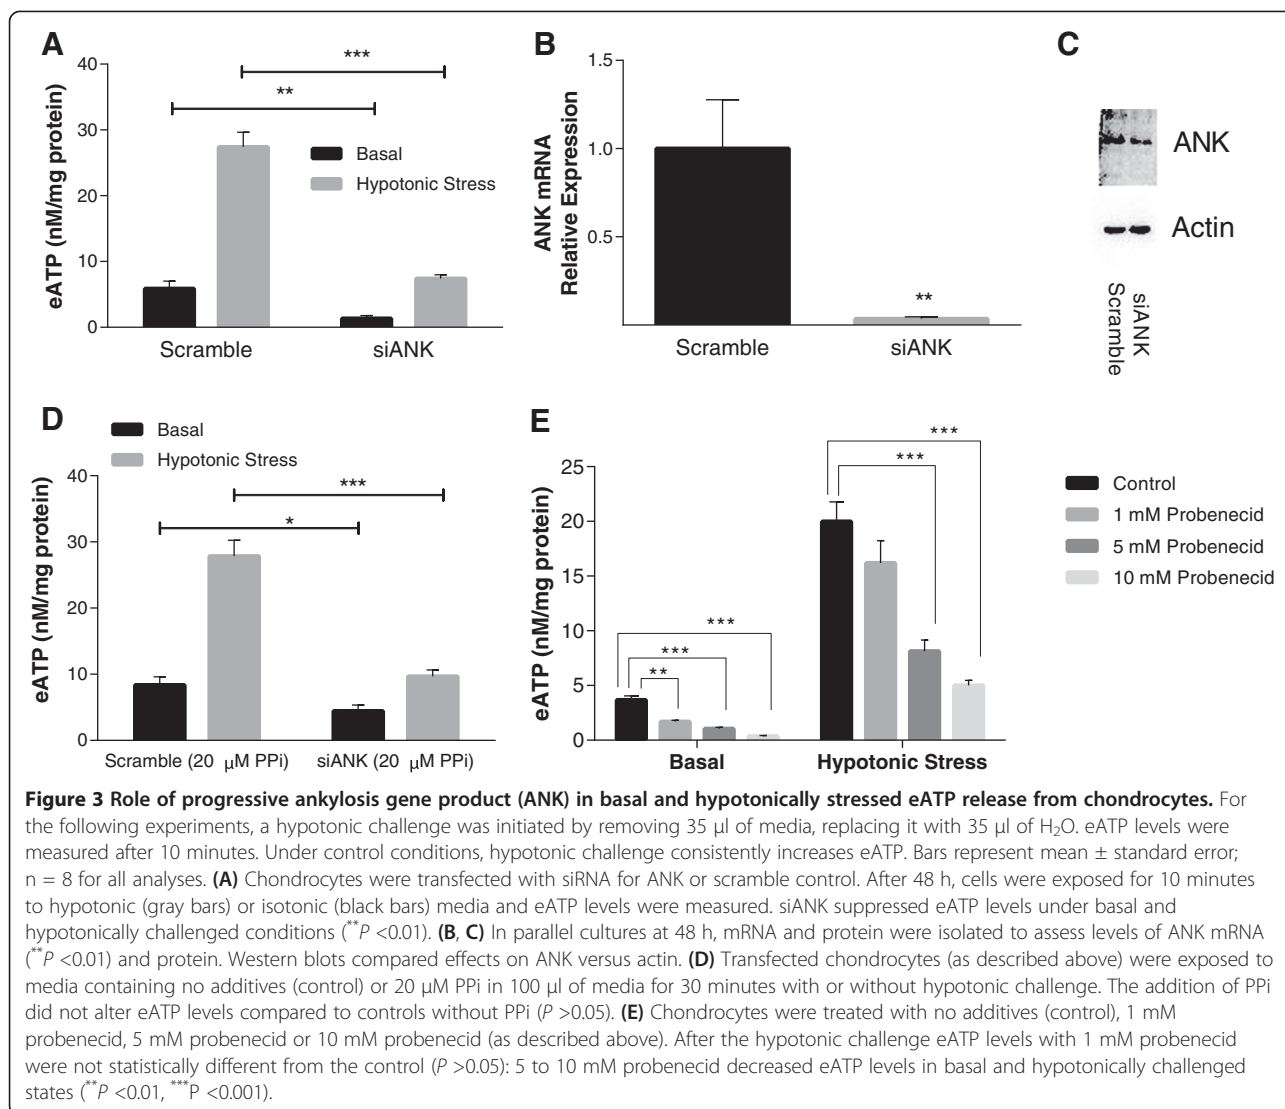 A
eATP (nM/mg protein)
40
30
20
10
0
***
**
Basal
Hypotonic Stress
Scramble
siANK
B
ANK mRNA
Relative Expression
1.5
1.0
0.5
**
Scramble
siANK
C
ANK
Actin
Scramble
siANK
D
Basal
Hypotonic Stress
eATP (nM/mg protein)
40
30
20
10
0
***
*
Scramble (20 μM PPi)
siANK (20 μM PPi)
E
eATP (nM/mg protein)
25
20
15
10
5
0
***
***
**
***
***
Basal
Hypotonic Stress
Control
1 mM Probenecid
5 mM Probenecid
10 mM Probenecid
Figure 3 Role of progressive ankylosis gene product (ANK) in basal and hypotonically stressed eATP release from chondrocytes. For
the following experiments, a hypotonic challenge was initiated by removing 35 μl of media, replacing it with 35 μl of H₂O. eATP levels were
measured after 10 minutes. Under control conditions, hypotonic challenge consistently increases eATP. Bars represent mean ± standard error;
n = 8 for all analyses. (A) Chondrocytes were transfected with siRNA for ANK or scramble control. After 48 h, cells were exposed for 10 minutes
to hypotonic (gray bars) or isotonic (black bars) media and eATP levels were measured. siANK suppressed eATP levels under basal and
hypotonically challenged conditions (**P <0.01). (B, C) In parallel cultures at 48 h, mRNA and protein were isolated to assess levels of ANK mRNA
(**P <0.01) and protein. Western blots compared effects on ANK versus actin. (D) Transfected chondrocytes (as described above) were exposed to
media containing no additives (control) or 20 μM PPi in 100 μl of media for 30 minutes with or without hypotonic challenge. The addition of PPi
did not alter eATP levels compared to controls without PPi (P >0.05). (E) Chondrocytes were treated with no additives (control), 1 mM
probenecid, 5 mM probenecid or 10 mM probenecid (as described above). After the hypotonic challenge eATP levels with 1 mM probenecid
were not statistically different from the control (P >0.05): 5 to 10 mM probenecid decreased eATP levels in basal and hypotonically challenged
states (**P <0.01, ***P <0.001).